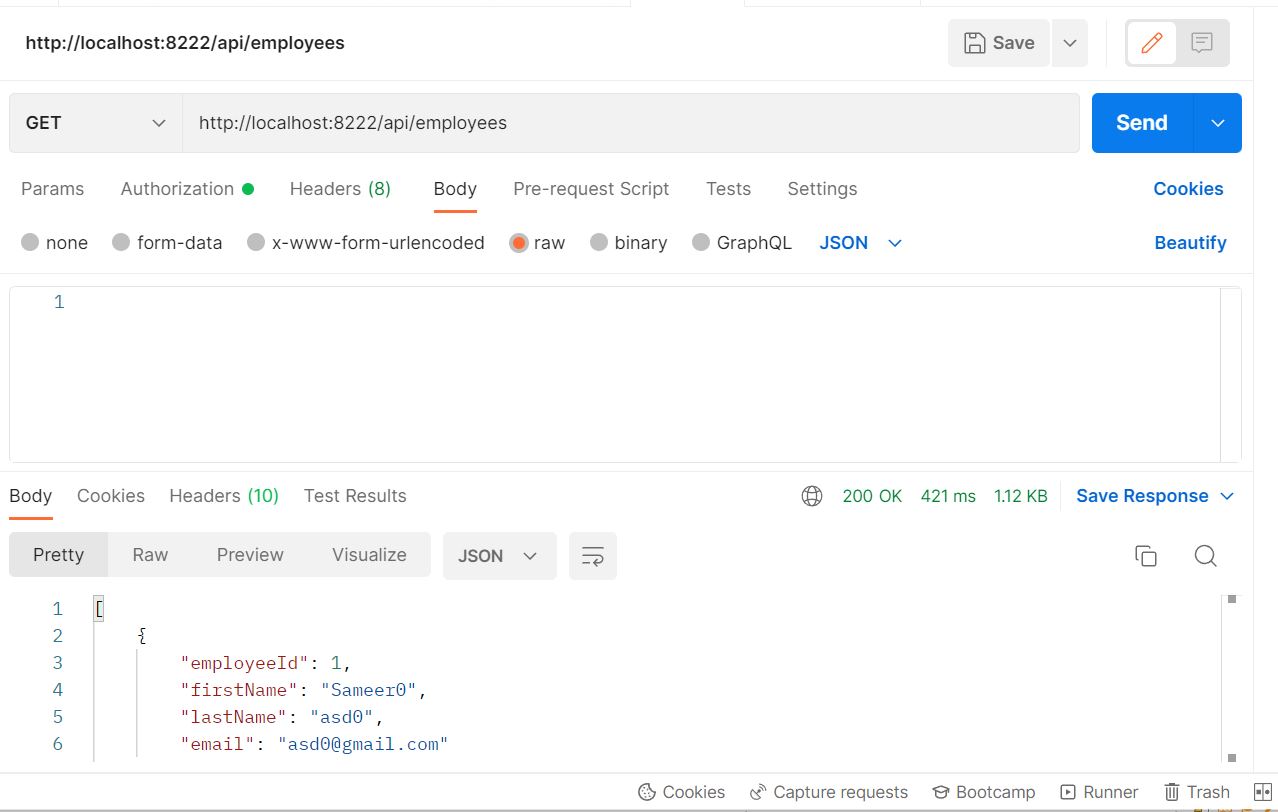 http://localhost:8222/api/employees
Save
GET
http://localhost:8222/api/employees
Send
Params Authorization Headers (8) Body Pre-request Script Tests Settings Cookies
none form-data x-www-form-urlencoded raw binary GraphQL JSON Beautify
1
Body Cookies Headers (10) Test Results 200 OK 421 ms 1.12 KB Save Response
Pretty Raw Preview Visualize JSON
1 [
2 {
3 "employeeId": 1,
4 "firstName": "Sameer0",
5 "lastName": "asd0",
6 "email": "asd0@gmail.com"
Cookies Capture requests Bootcamp Runner Trash